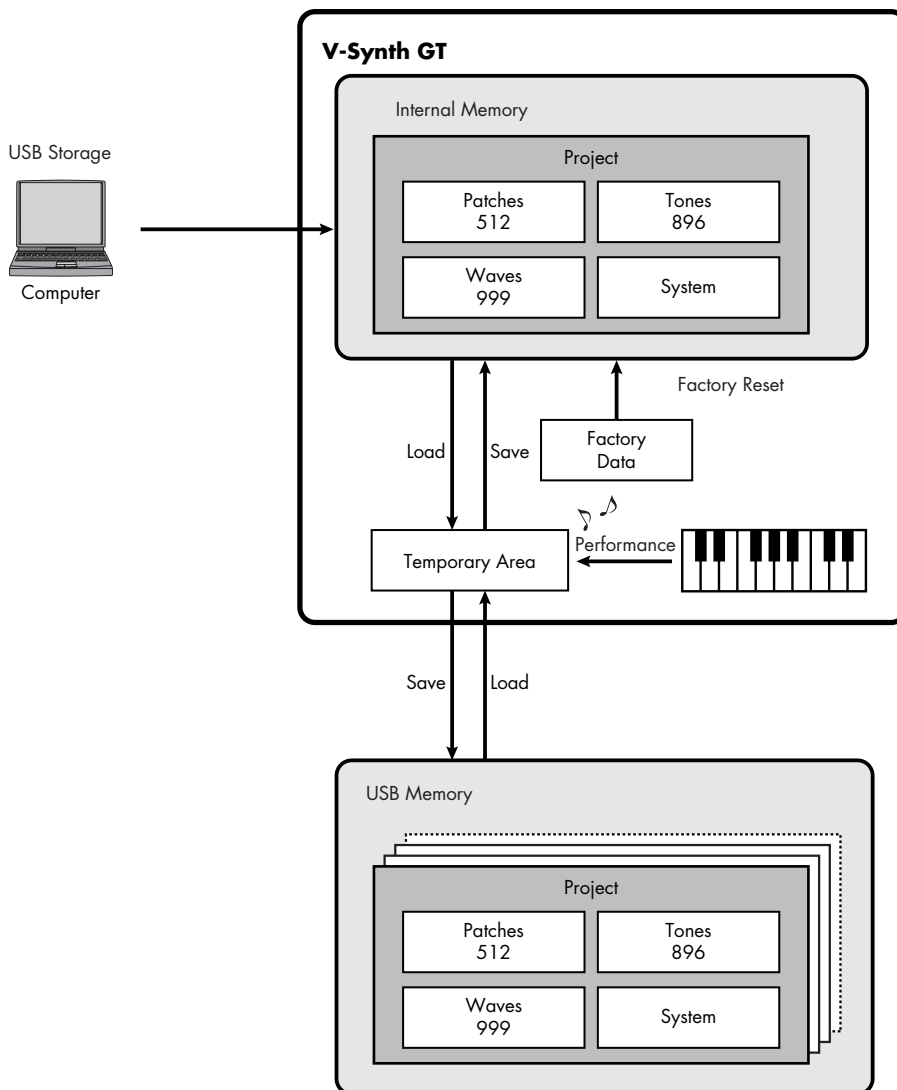 V-Synth GT
Internal Memory
USB Storage
Computer
Project
Patches
512
Tones
896
Waves
999
System
Factory Reset
Load
Save
Factory
Data
Performance
Temporary Area
Save
Load
USB Memory
Project
Patches
512
Tones
896
Waves
999
System